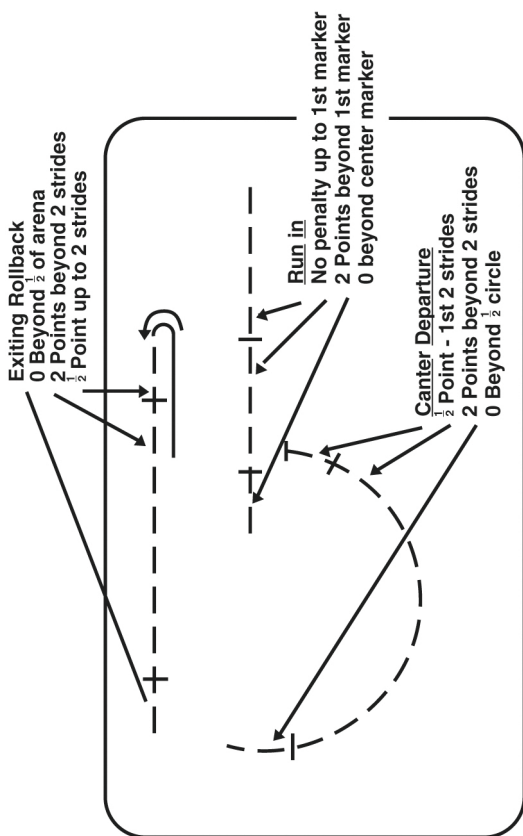 Exiting Rollback
0 Beyond ½ of arena
2 Points beyond 2 strides
½ Point up to 2 strides
Run in
No penalty up to 1st marker
2 Points beyond 1st marker
0 beyond center marker
Canter Departure
½ Point - 1st 2 strides
2 Points beyond 2 strides
0 Beyond ½ circle